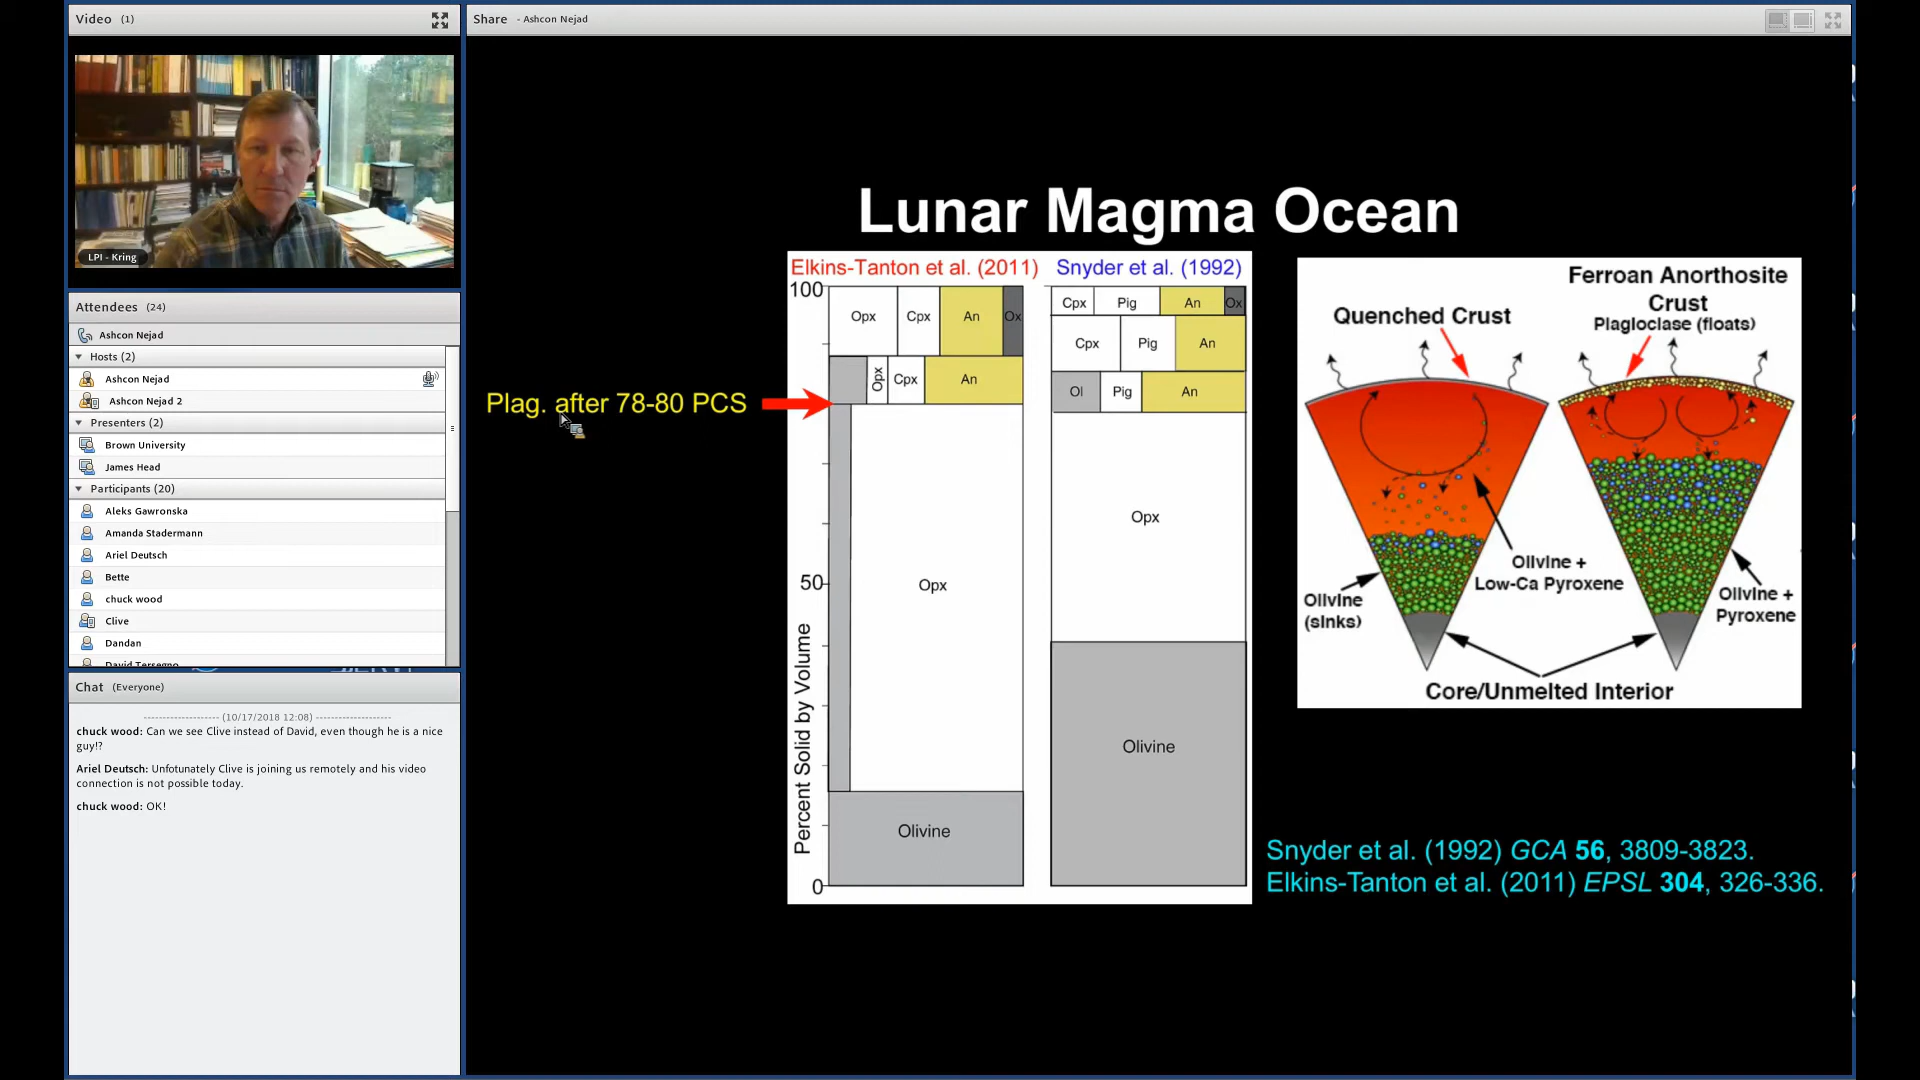 Video (1)
LPI - Kring
Attendees (24)
Ashcon Nejad
Hosts (2)
Ashcon Nejad
Ashcon Nejad 2
Presenters (2)
Brown University
James Head
Participants (20)
Aleks Gawronska
Amanda Stadermann
Ariel Deutsch
Bette
chuck wood
Clive
Dandan
David Tersegno
Chat (Everyone)
-------------------- (10/17/2018 12:08) --------------------
chuck wood: Can we see Clive instead of David, even though he is a nice
guy!?
Ariel Deutsch: Unfotunately Clive is joining us remotely and his video
connection is not possible today.
chuck wood: OK!
Share - Ashcon Nejad
Lunar Magma Ocean
Plag. after 78-80 PCS
Elkins-Tanton et al. (2011) Snyder et al. (1992)
Percent Solid by Volume
100
50
0
Opx Cpx An Ox
Opx Cpx An
Opx
Olivine
Cpx Pig An Ox
Cpx Pig An
Ol Pig An
Opx
Olivine
Quenched Crust
Ferroan Anorthosite
Crust
Plagioclase (floats)
Olivine
(sinks)
Olivine +
Low-Ca Pyroxene
Olivine +
Pyroxene
Core/Unmelted Interior
Snyder et al. (1992) GCA 56, 3809-3823.
Elkins-Tanton et al. (2011) EPSL 304, 326-336.